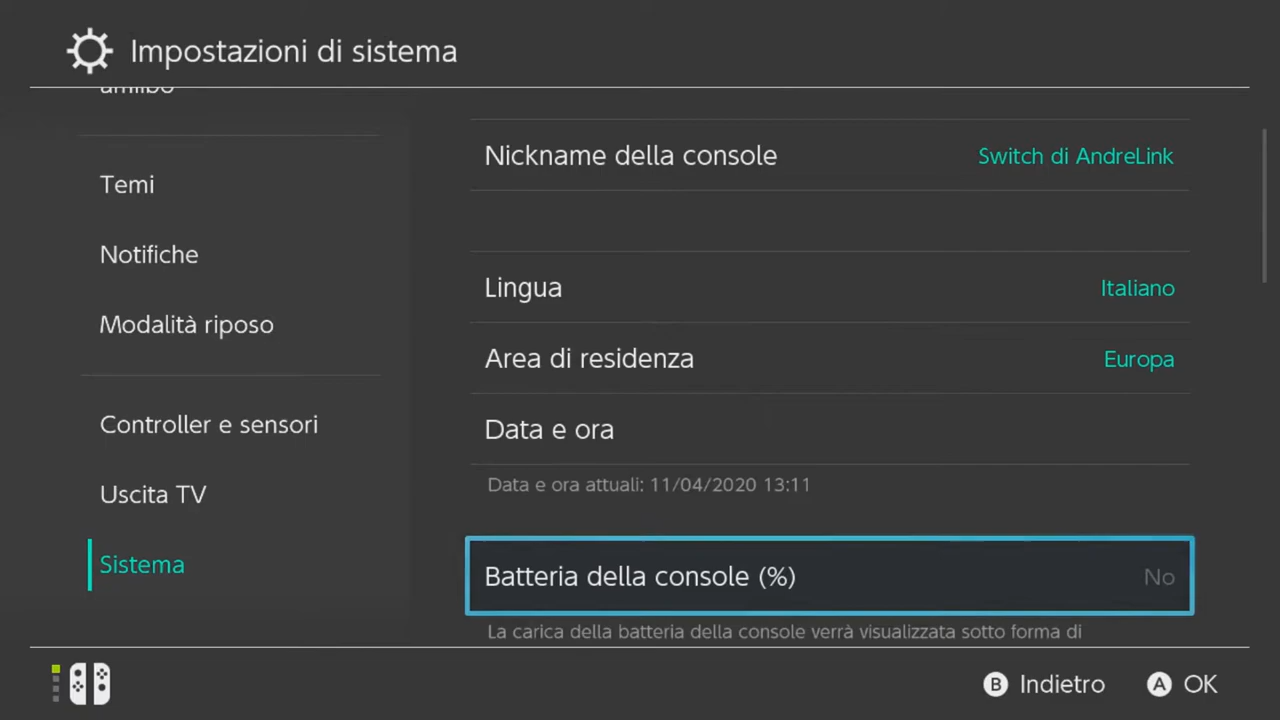 Impostazioni di sistema
amiibo
Temi
Notifiche
Modalità riposo
Controller e sensori
Uscita TV
Sistema
Nickname della console Switch di AndreLink
Lingua Italiano
Area di residenza Europa
Data e ora
Data e ora attuali: 11/04/2020 13:11
Batteria della console (%) No
La carica della batteria della console verrà visualizzata sotto forma di
B Indietro A OK